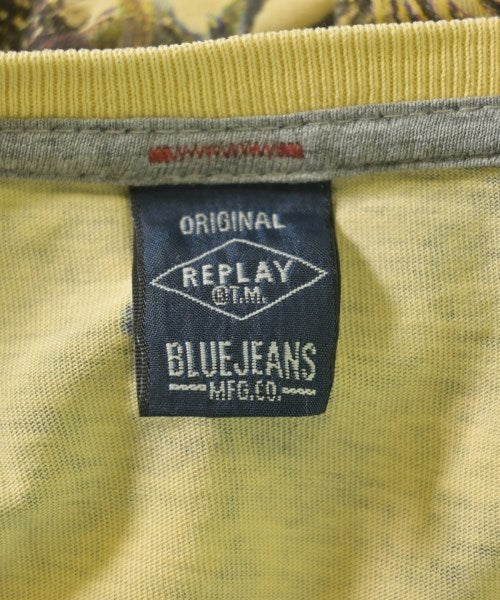 ORIGINAL
REPLAY
®T.M.
BLUEJEANS
MFG.CO.